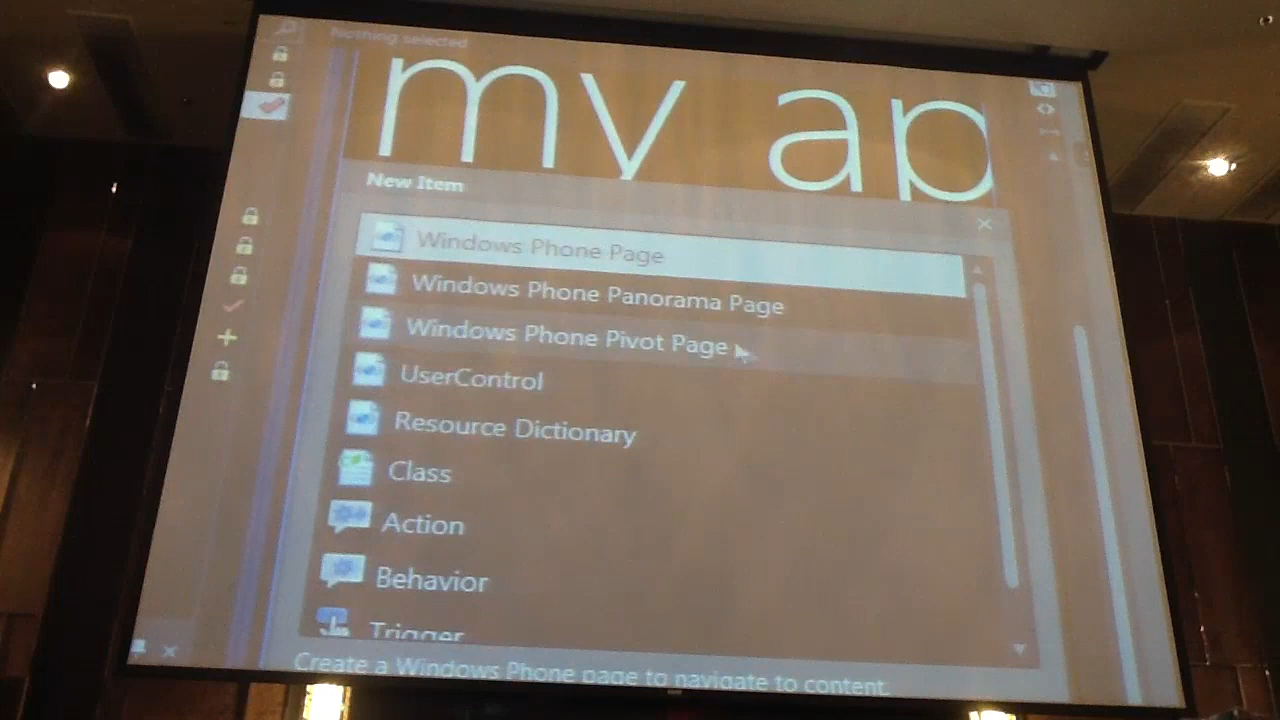 Nothing selected
my ap
New Item
Windows Phone Page
Windows Phone Panorama Page
Windows Phone Pivot Page
UserControl
Resource Dictionary
Class
Action
Behavior
Trigger
Create a Windows Phone page to navigate to content.